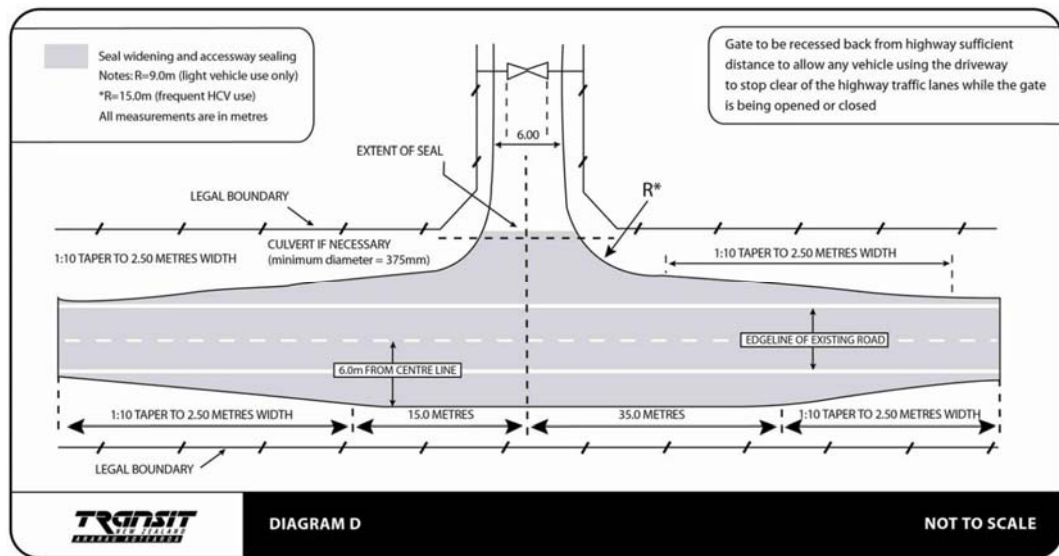 Seal widening and accessway sealing
Notes: R=9.0m (light vehicle use only)
*R=15.0m (frequent HCV use)
All measurements are in metres
Gate to be recessed back from highway sufficient
distance to allow any vehicle using the driveway
to stop clear of the highway traffic lanes while the gate
is being opened or closed
6.00
EXTENT OF SEAL
R*
LEGAL BOUNDARY
CULVERT IF NECESSARY
(minimum diameter = 375mm)
1:10 TAPER TO 2.50 METRES WIDTH
1:10 TAPER TO 2.50 METRES WIDTH
EDGELINE OF EXISTING ROAD
6.0m FROM CENTRE LINE
1:10 TAPER TO 2.50 METRES WIDTH
15.0 METRES
35.0 METRES
1:10 TAPER TO 2.50 METRES WIDTH
LEGAL BOUNDARY
TRANSIT
NEW ZEALAND
ARARAU AOTEAROA
DIAGRAM D
NOT TO SCALE